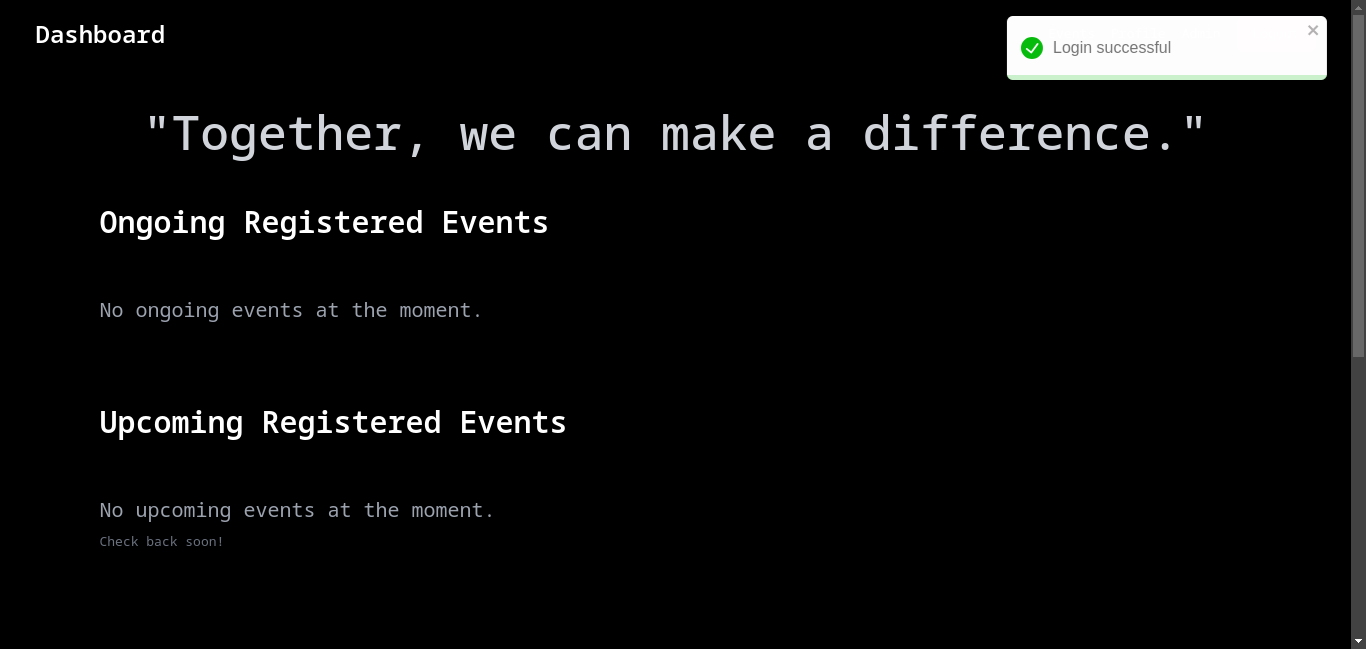 Dashboard
Login successful
"Together, we can make a difference."
Ongoing Registered Events
No ongoing events at the moment.
Upcoming Registered Events
No upcoming events at the moment.
Check back soon!